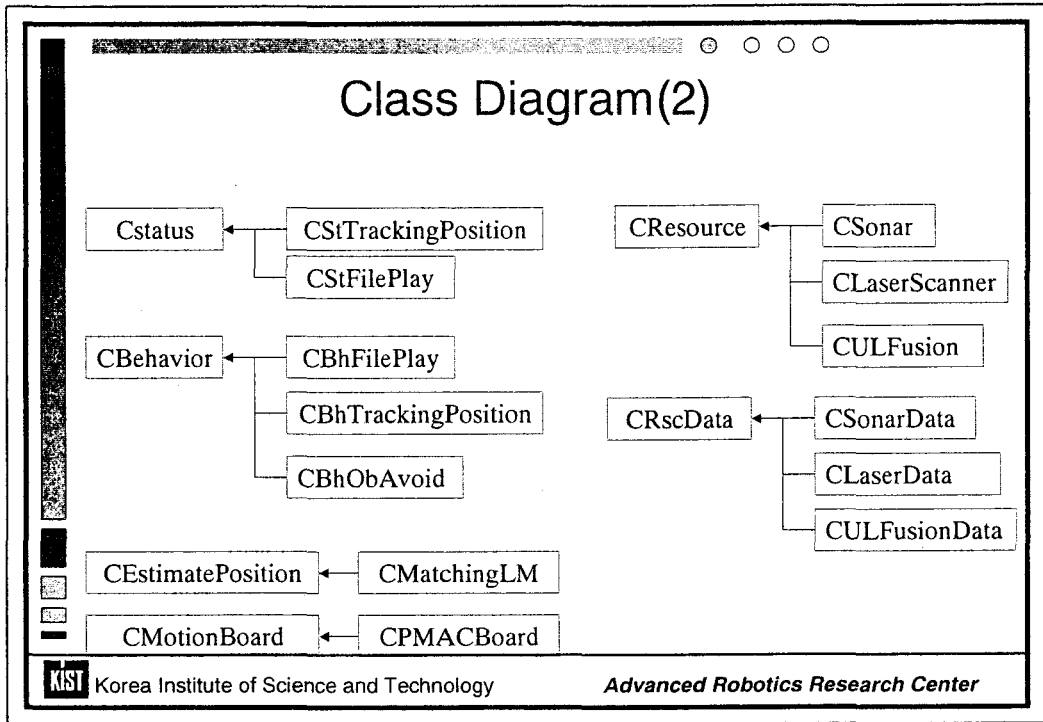 Class Diagram(2)
Cstatus
CStTrackingPosition
CStFilePlay
CBehavior
CBhFilePlay
CBhTrackingPosition
CBhObAvoid
CEstimatePosition
CMatchingLM
CMotionBoard
CPMACBoard
CResource
CSonar
CLaserScanner
CULFusion
CRscData
CSonarData
CLaserData
CULFusionData
KIST Korea Institute of Science and Technology
Advanced Robotics Research Center